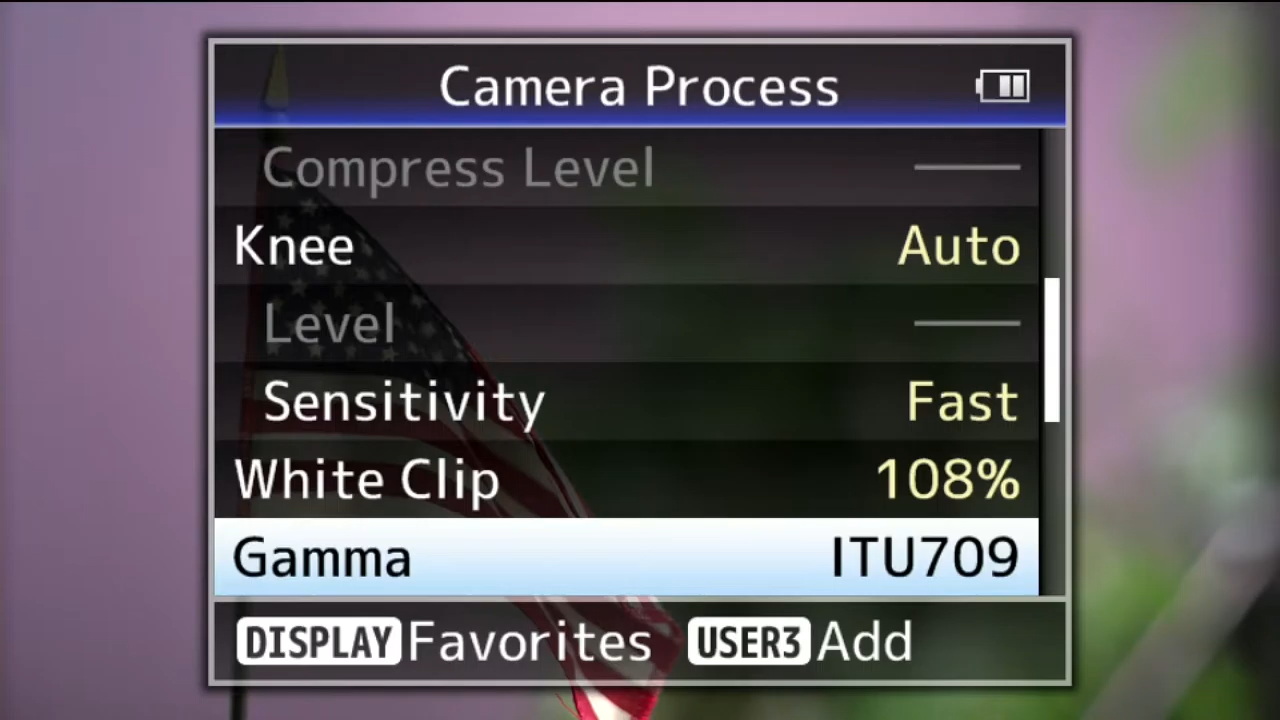 Camera Process
Compress Level
Knee Auto
Level
Sensitivity Fast
White Clip 108%
Gamma ITU709
DISPLAY Favorites USER3 Add